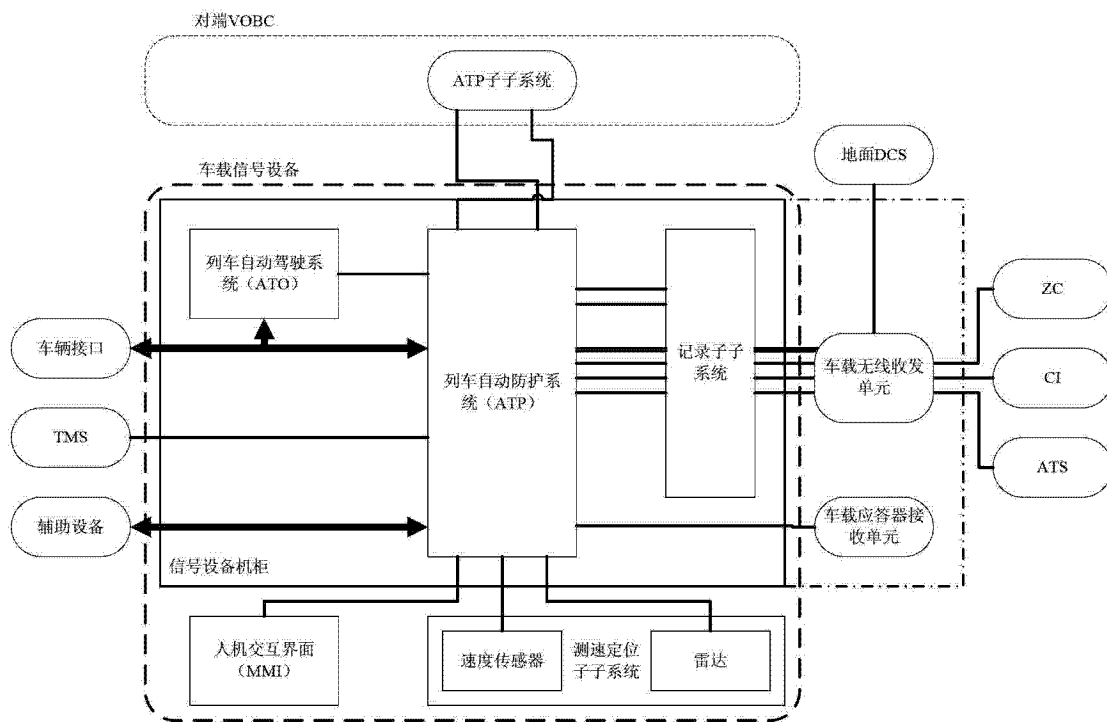 对端VOBC
ATP子子系统
地面DCS
车载信号设备
列车自动驾驶系
统（ATO）
ZC
车辆接口
列车自动防护系
统（ATP）
记录子子
系统
车载无线收发
单元
CI
TMS
ATS
辅助设备
车载应答器接
收单元
信号设备机柜
人机交互界面
（MMI）
速度传感器
测速定位
子子系统
雷达